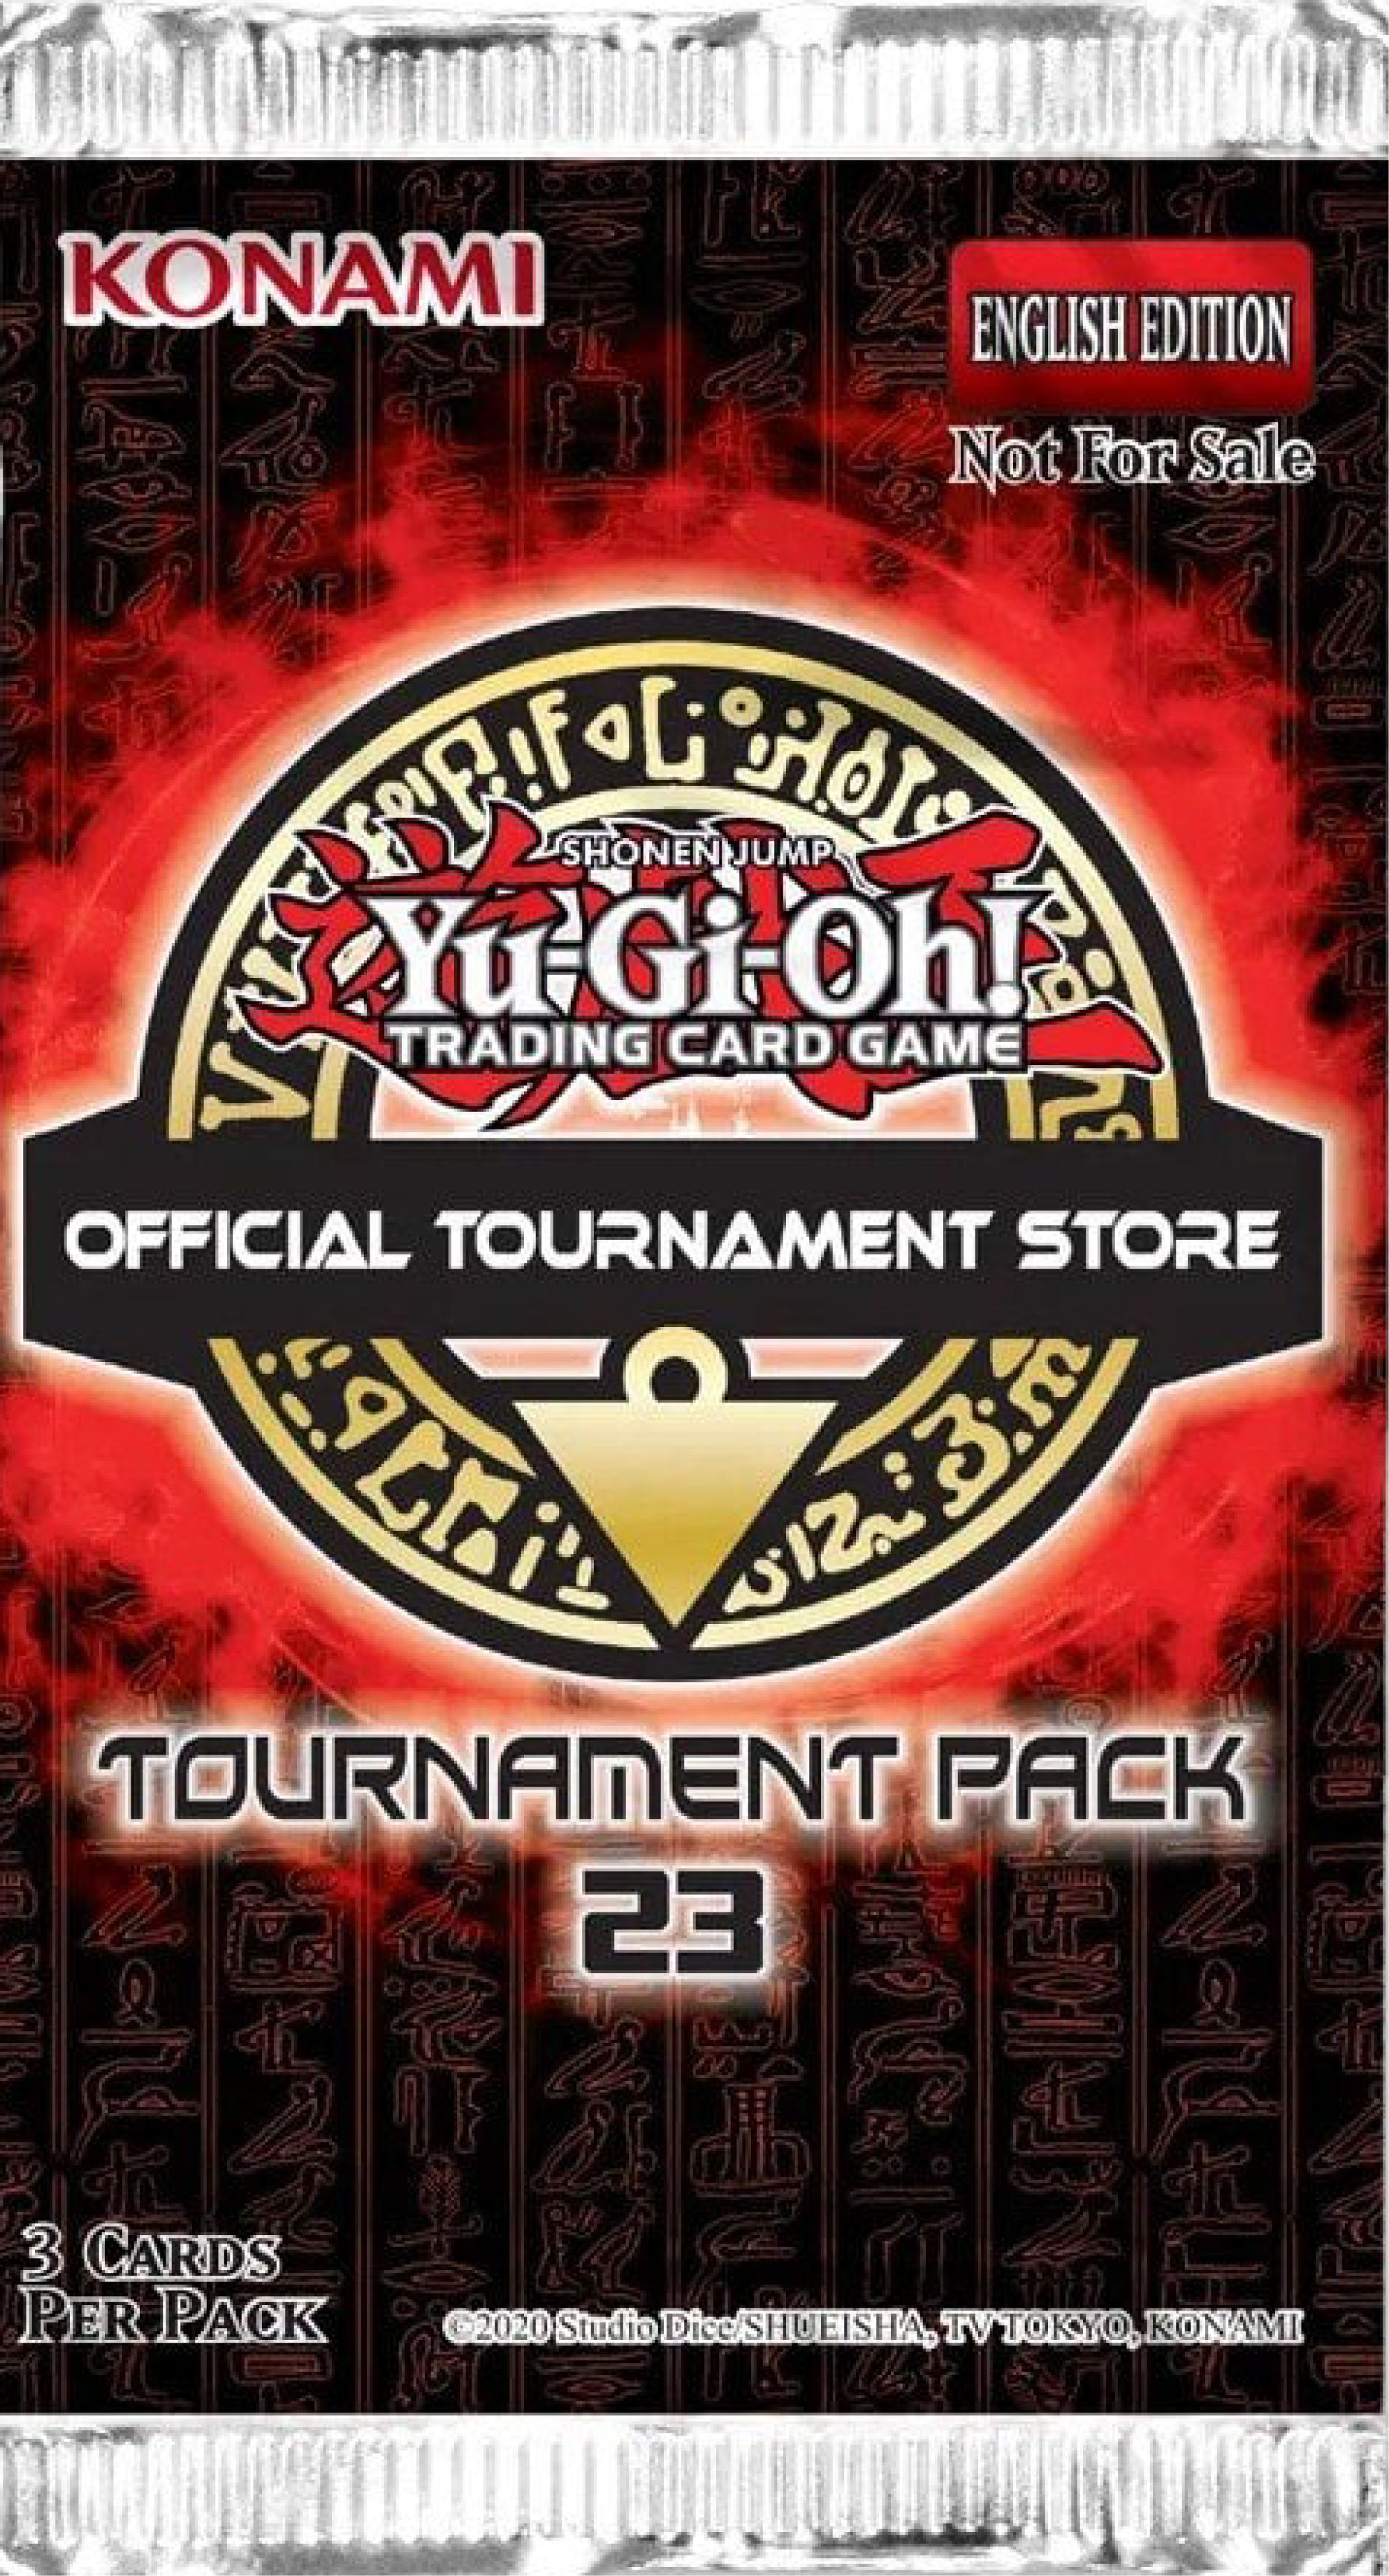 KONAMI
ENGLISH EDITION
Not For Sale
SHONEN JUMP
Yu-Gi-Oh!
TRADING CARD GAME
OFFICIAL TOURNAMENT STORE
TOURNAMENT PACK
23
3 CARDS
PER PACK
©2020 Studio Dice/SHUEISHA, TV TOKYO, KONAMI